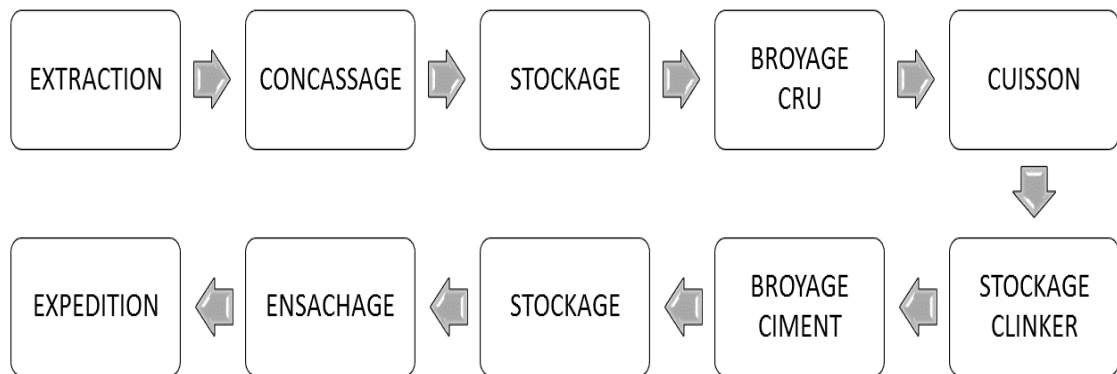 EXTRACTION
CONCASSAGE
STOCKAGE
BROYAGE
CRU
CUISSON
STOCKAGE
CLINKER
BROYAGE
CIMENT
STOCKAGE
ENSACHAGE
EXPEDITION